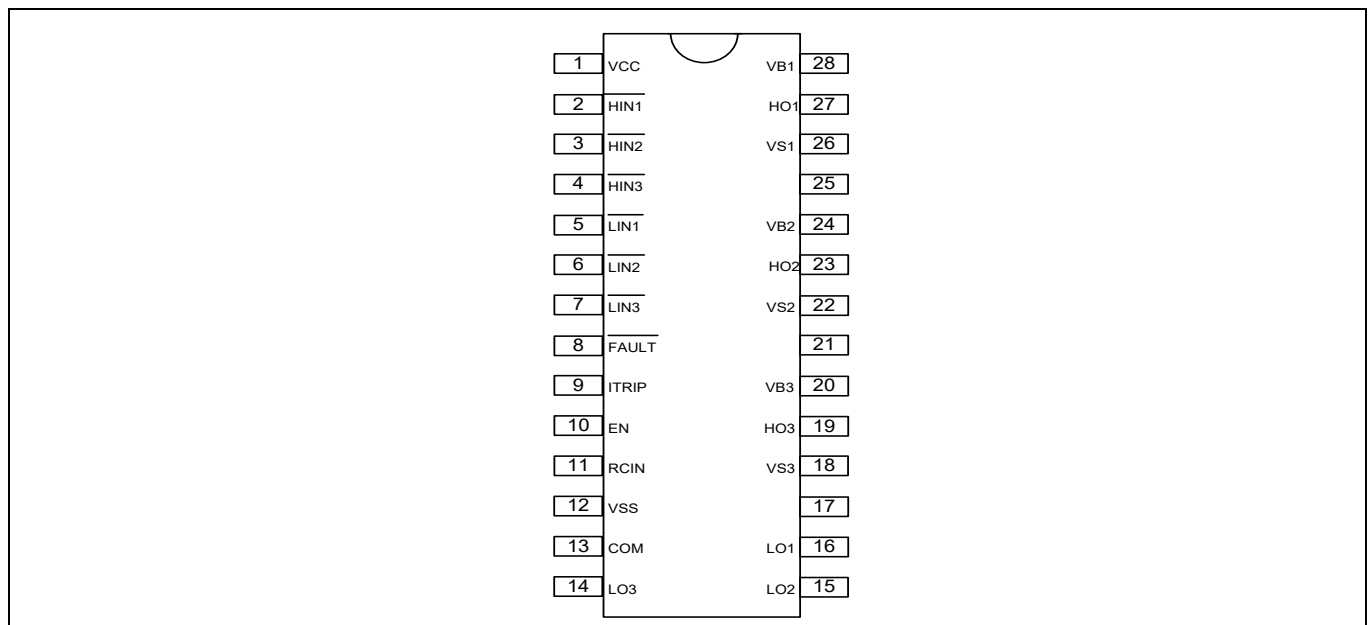 1 VCC VB1 28
2 HIN1 HO1 27
3 HIN2 VS1 26
4 HIN3 25
5 LIN1 VB2 24
6 LIN2 HO2 23
7 LIN3 VS2 22
8 FAULT 21
9 ITRIP VB3 20
10 EN HO3 19
11 RCIN VS3 18
12 VSS 17
13 COM LO1 16
14 LO3 LO2 15